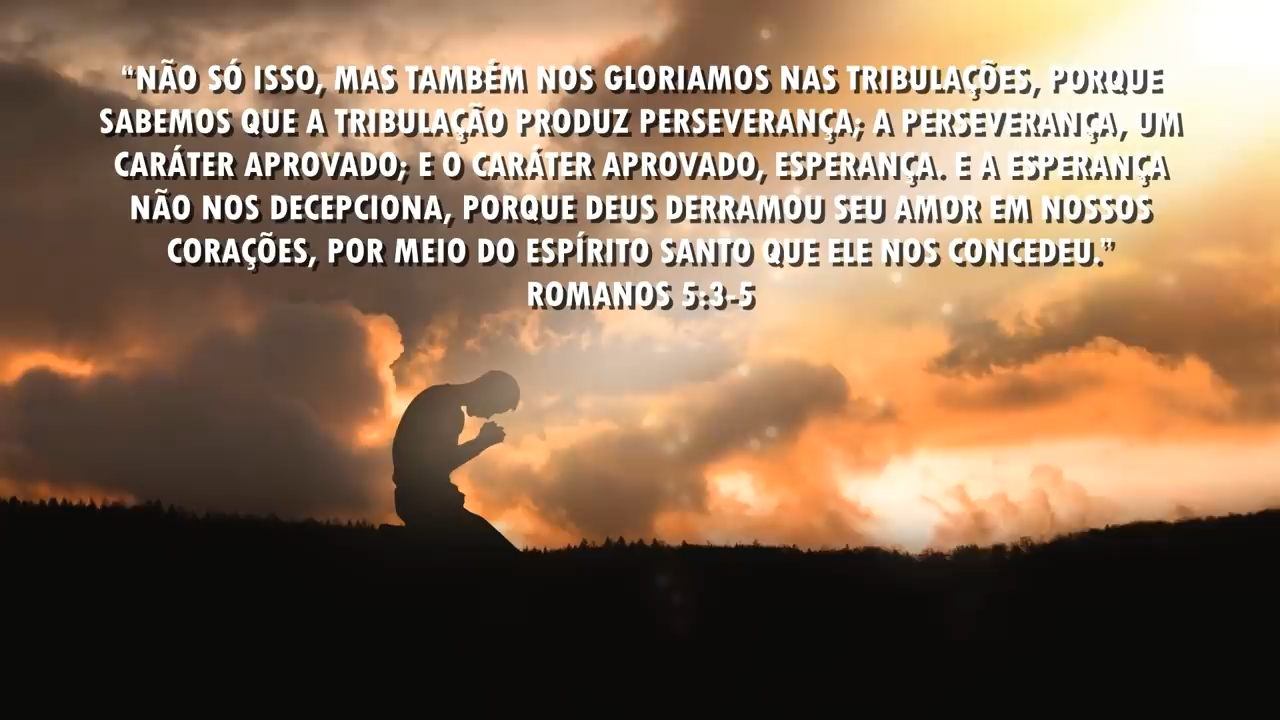 “NÃO SÓ ISSO, MAS TAMBÉM NOS GLORIAMOS NAS TRIBULAÇÕES, PORQUE
SABEMOS QUE A TRIBULAÇÃO PRODUZ PERSEVERANÇA; A PERSEVERANÇA, UM
CARÁTER APROVADO; E O CARÁTER APROVADO, ESPERANÇA. E A ESPERANÇA
NÃO NOS DECEPCIONA, PORQUE DEUS DERRAMOU SEU AMOR EM NOSSOS
CORAÇÕES, POR MEIO DO ESPÍRITO SANTO QUE ELE NOS CONCEDEU.”
ROMANOS 5:3-5